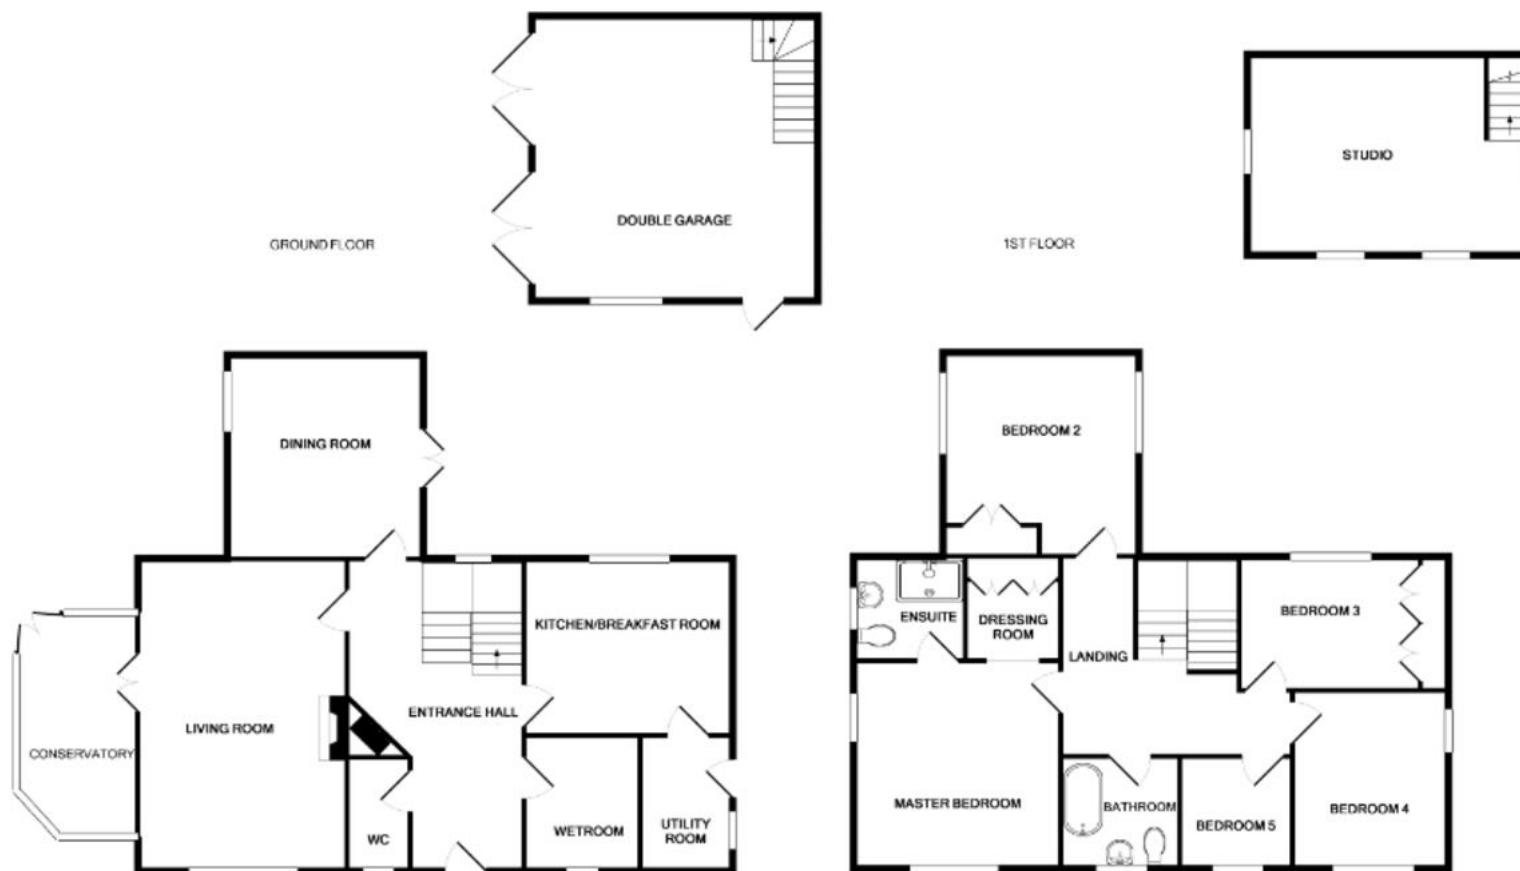 STUDIO
DOUBLE GARAGE
GROUND FLOOR
1ST FLOOR
DINING ROOM
KITCHEN/BREAKFAST ROOM
ENTRANCE HALL
LIVING ROOM
CONSERVATORY
WC
WETROOM
UTILITY
ROOM
BEDROOM 2
ENSUITE
DRESSING
ROOM
LANDING
BEDROOM 3
MASTER BEDROOM
BATHROOM
BEDROOM 5
BEDROOM 4